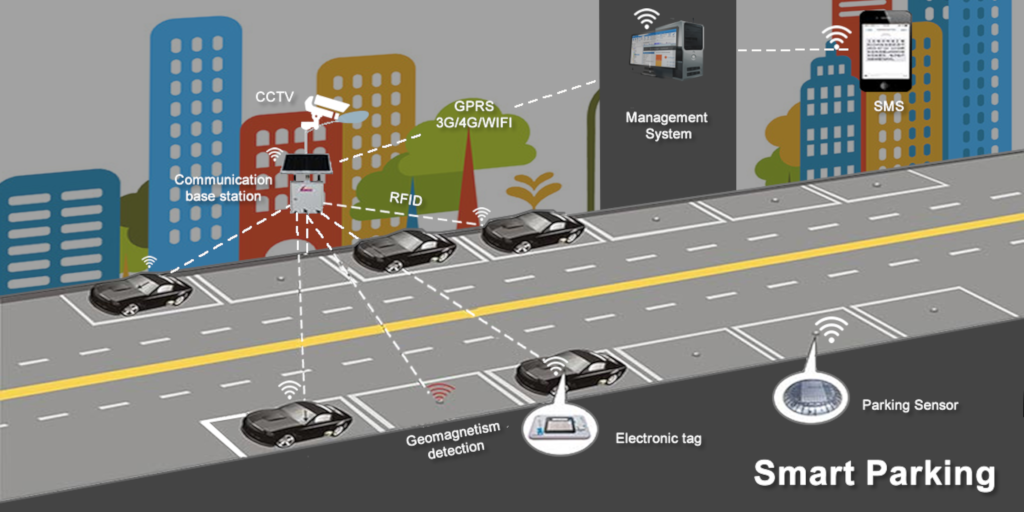 CCTV
GPRS
3G/4G/WIFI
Management
System
SMS
Communication
base station
RFID
Geomagnetism
detection
Electronic tag
Parking Sensor
Smart Parking